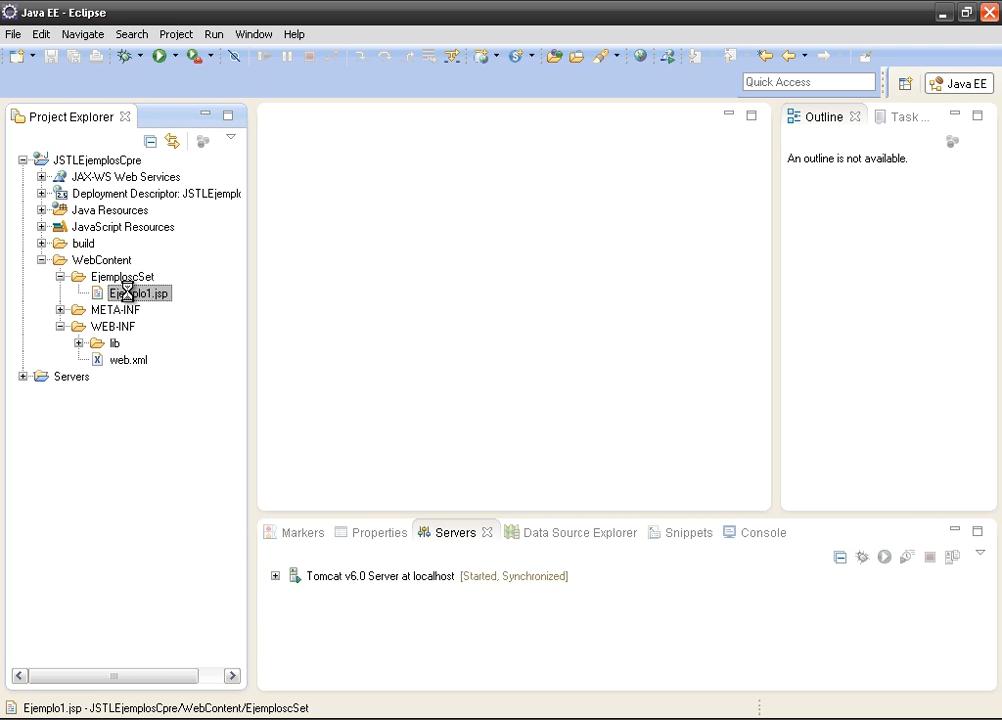 Java EE - Eclipse
File Edit Navigate Search Project Run Window Help
Quick Access
Java EE
Project Explorer
JSTLEjemplosCpre
JAX-WS Web Services
Deployment Descriptor: JSTLEjempl
Java Resources
JavaScript Resources
build
WebContent
EjemploscSet
Ejemplo1.jsp
META-INF
WEB-INF
lib
web.xml
Servers
Outline
Task ...
An outline is not available.
Markers Properties Servers Data Source Explorer Snippets Console
Tomcat v6.0 Server at localhost [Started, Synchronized]
Ejemplo1.jsp - JSTLEjemplosCpre/WebContent/EjemploscSet